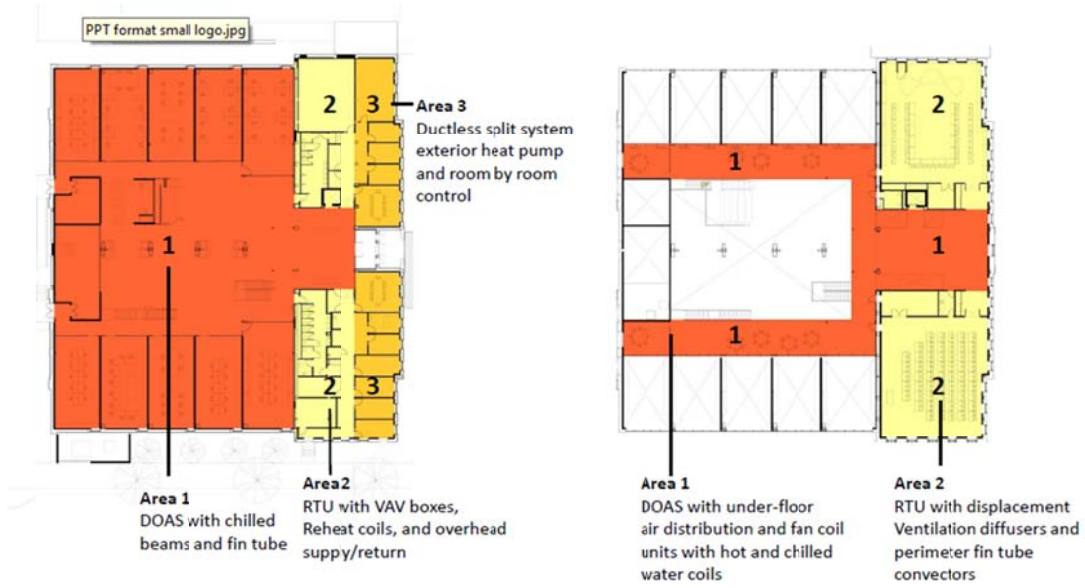 PPT format small logo.jpg
2
3
Area 3
Ductless split system
exterior heat pump
and room by room
control
1
2
3
Area 1
DOAS with chilled
beams and fin tube
Area2
RTU with VAV boxes,
Reheat coils, and overhead
suppy/return
2
1
1
1
2
Area 1
DOAS with under-floor
air distribution and fan coil
units with hot and chilled
water coils
Area 2
RTU with displacement
Ventilation diffusers and
perimeter fin tube
convectors